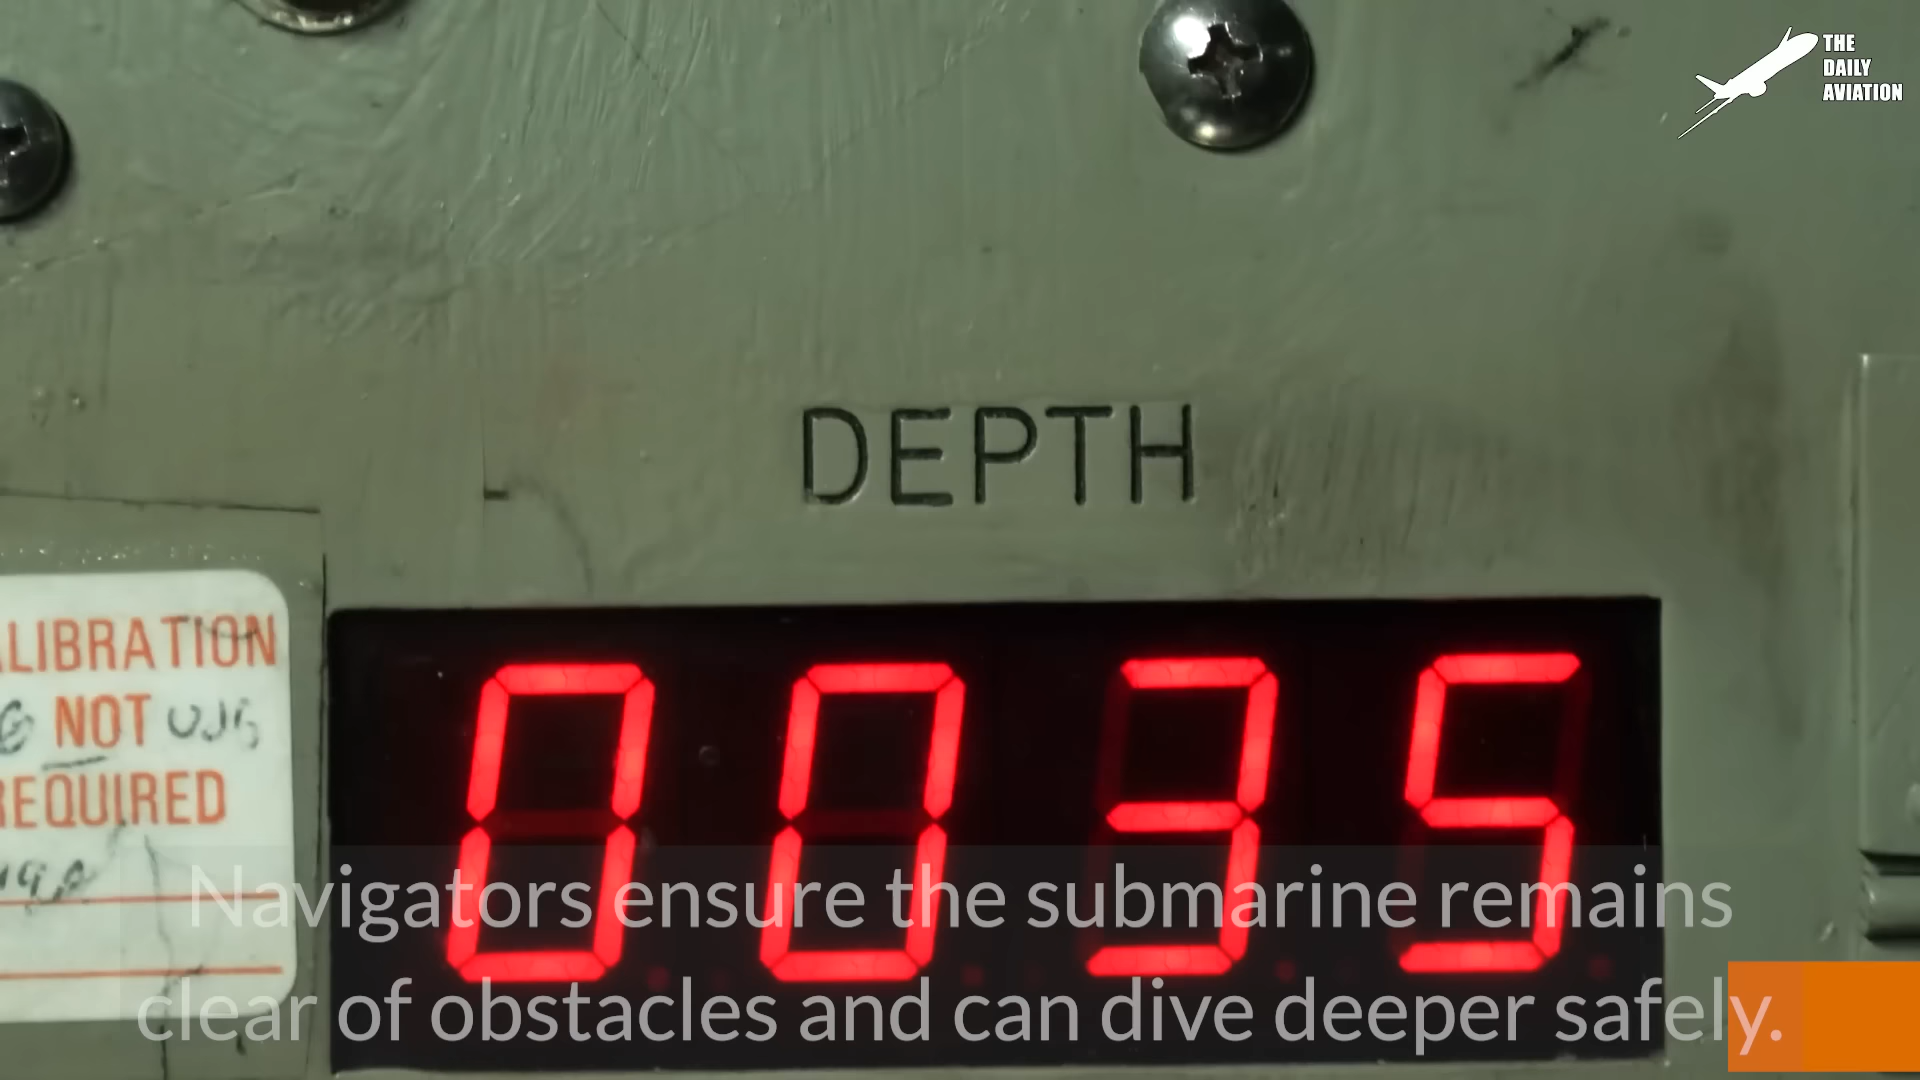 THE
DAILY
AVIATION
DEPTH
ALIBRATION
NOT
REQUIRED
0035
Navigators ensure the submarine remains
clear of obstacles and can dive deeper safely.